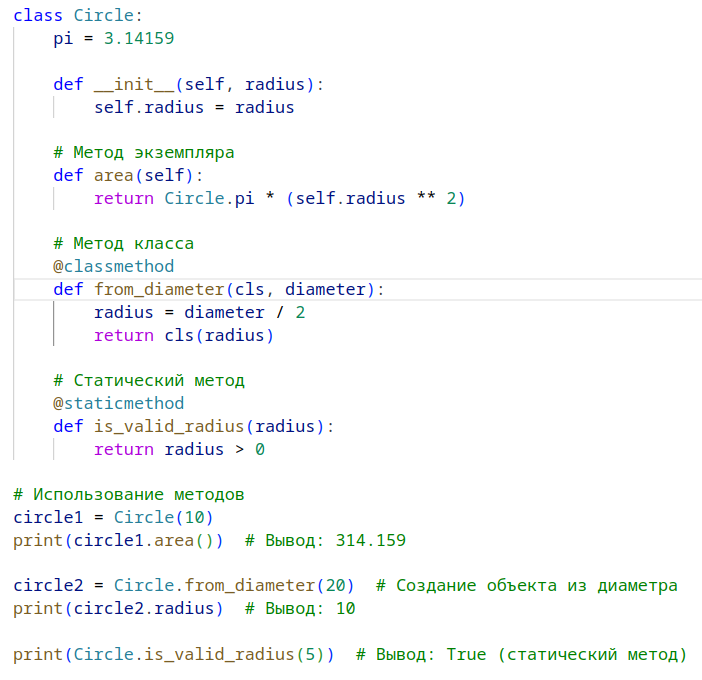 class Circle:
    pi = 3.14159

    def __init__(self, radius):
        self.radius = radius

    # Метод экземпляра
    def area(self):
        return Circle.pi * (self.radius ** 2)

    # Метод класса
    @classmethod
    def from_diameter(cls, diameter):
        radius = diameter / 2
        return cls(radius)

    # Статический метод
    @staticmethod
    def is_valid_radius(radius):
        return radius > 0

# Использование методов
circle1 = Circle(10)
print(circle1.area())  # Вывод: 314.159

circle2 = Circle.from_diameter(20)  # Создание объекта из диаметра
print(circle2.radius)  # Вывод: 10

print(Circle.is_valid_radius(5))  # Вывод: True (статический метод)